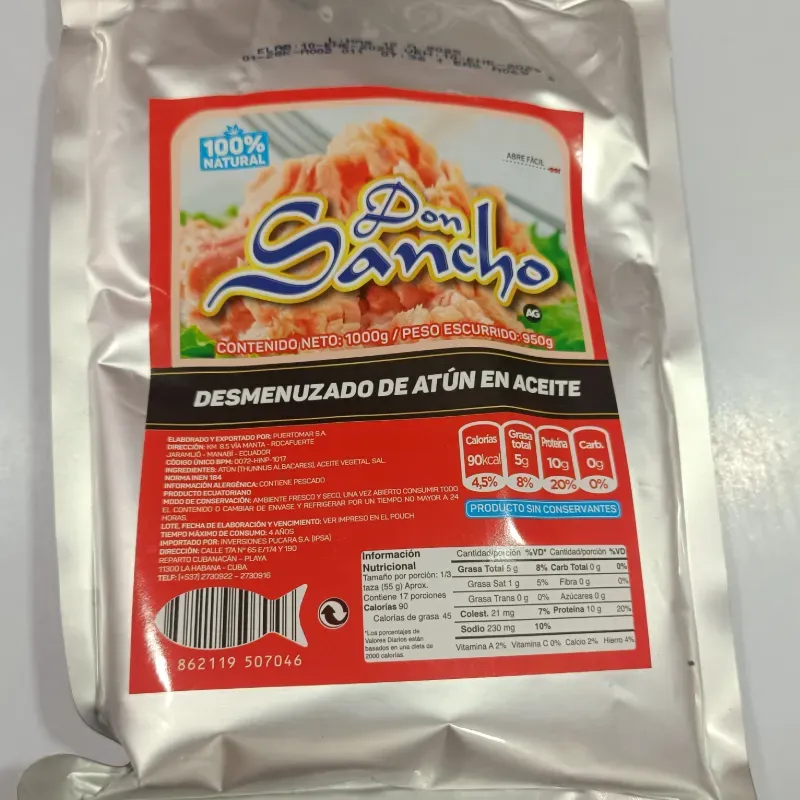 100%
NATURAL
ABRE FÁCIL
Don
Sancho
AG
CONTENIDO NETO: 1000g / PESO ESCURRIDO: 950g
DESMENUZADO DE ATÚN EN ACEITE
ELABORADO Y EXPORTADO POR: PUERTOMAR S.A.
DIRECCIÓN: KM. 8.5 VÍA MANTA - ROCAFUERTE
JARAMIJÓ - MANABÍ - ECUADOR
CÓDIGO ÚNICO BPM: 0072-HINP-1017
INGREDIENTES: ATÚN (THUNNUS ALBACARES), ACEITE VEGETAL, SAL.
NORMA INEN 184
INFORMACIÓN ALERGÉNICA: CONTIENE PESCADO
PRODUCTO ECUATORIANO
MODO DE CONSERVACIÓN: AMBIENTE FRESCO Y SECO, UNA VEZ ABIERTO CONSUMIR TODO
EL CONTENIDO O CAMBIAR DE ENVASE Y REFRIGERAR POR UN TIEMPO NO MAYOR A 24
HORAS.
LOTE, FECHA DE ELABORACIÓN Y VENCIMIENTO: VER IMPRESO EN EL POUCH
TIEMPO MÁXIMO DE CONSUMO: 4 AÑOS
IMPORTADO POR: INVERSIONES PUCARA S.A. (IPSA)
DIRECCIÓN: CALLE 17A Nº 65 E/174 Y 190
REPARTO CUBANACÁN - PLAYA
11300 LA HABANA - CUBA
TELF: (+537) 2730922 - 2730916
862119 507046
Calorías Grasa total Proteína Carb.
90kcal 5g 10g 0g
4,5% 8% 20% 0%
PRODUCTO SIN CONSERVANTES
Información
Nutricional
Tamaño por porción: 1/3
taza (55 g) Aprox.
Contiene 17 porciones
Calorías 90
Calorías de grasa 45
*Los porcentajes de
Valores Diarios están
basados en una dieta de
2000 calorías.
Cantidad/porción %VD* Cantidad/porción %VD
Grasa Total 5 g 8% Carb Total 0 g 0%
Grasa Sat 1 g 5% Fibra 0 g 0%
Grasa Trans 0 g 0% Azúcares 0 g
Colest. 21 mg 7% Proteína 10 g 20%
Sodio 230 mg 10%
Vitamina A 2% Vitamina C 0% Calcio 2% Hierro 4%